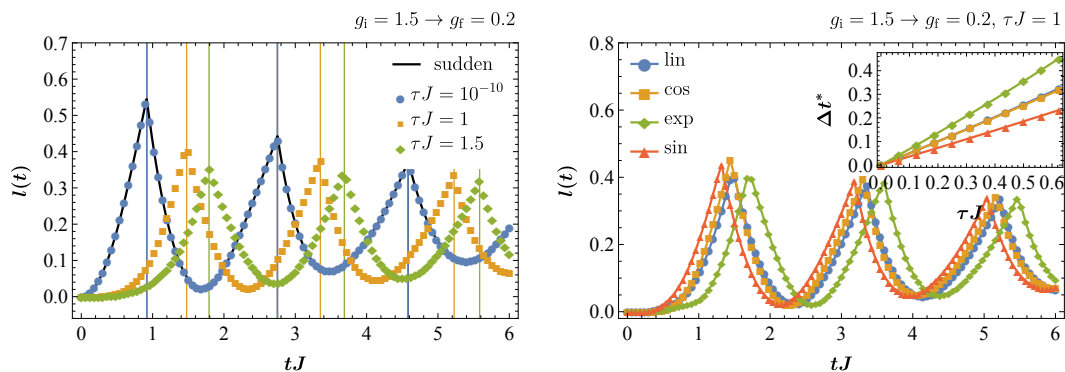 gi = 1.5 → gf = 0.2
0.7
0.6
0.5
0.4
0.3
0.2
0.1
0.0
l(t)
sudden
τJ = 10⁻¹⁰
τJ = 1
τJ = 1.5
0 1 2 3 4 5 6
tJ
gi = 1.5 → gf = 0.2, τJ = 1
0.8
0.6
0.4
0.2
0.0
l(t)
lin
cos
exp
sin
0.4
0.3
0.2
0.1
0.0
Δt*
0.0 0.1 0.2 0.3 0.4 0.5 0.6
τJ
0 1 2 3 4 5 6
tJ